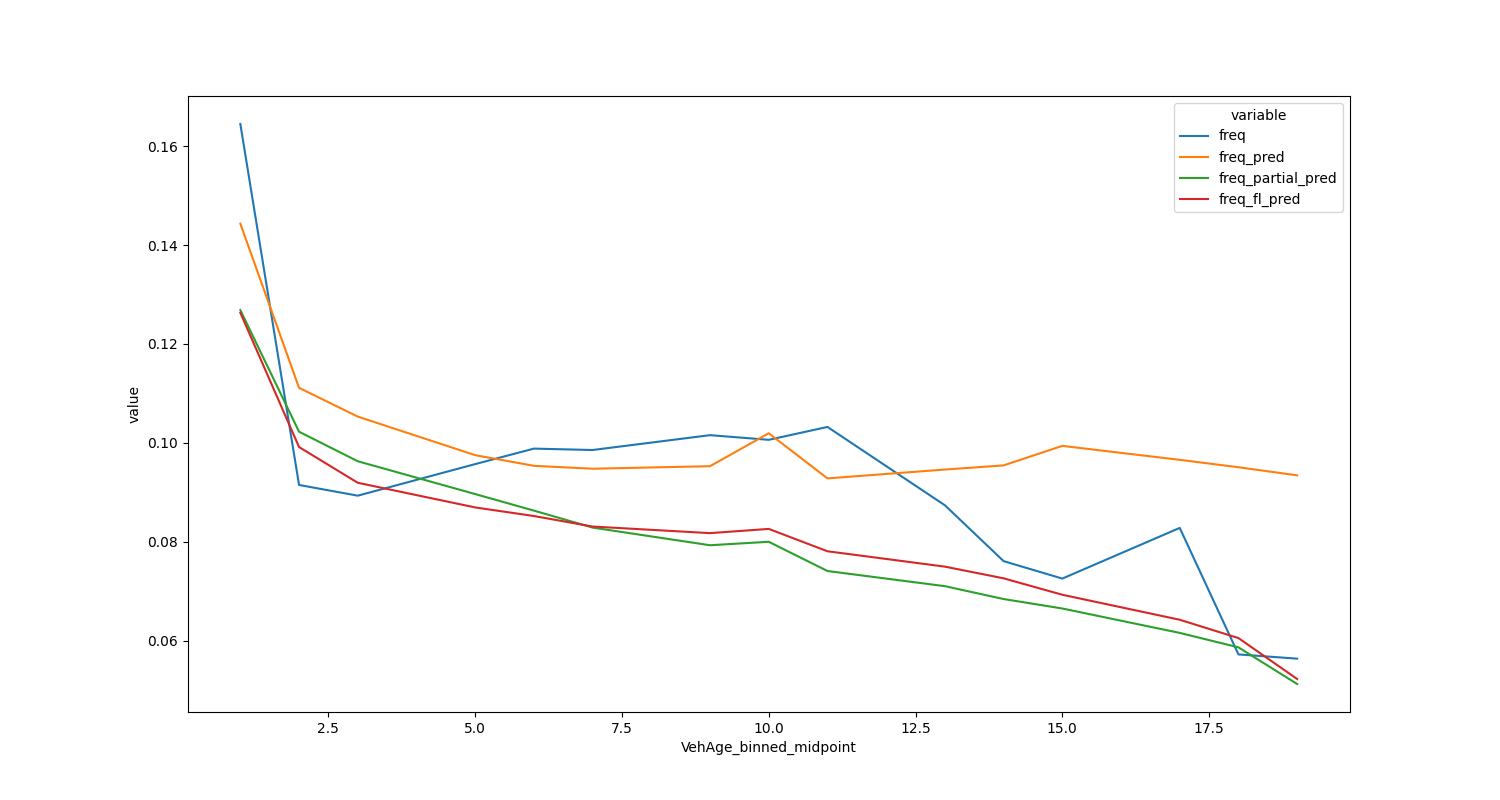 variable
freq
freq_pred
freq_partial_pred
freq_fl_pred
value
0.16
0.14
0.12
0.10
0.08
0.06
2.5 5.0 7.5 10.0 12.5 15.0 17.5
VehAge_binned_midpoint